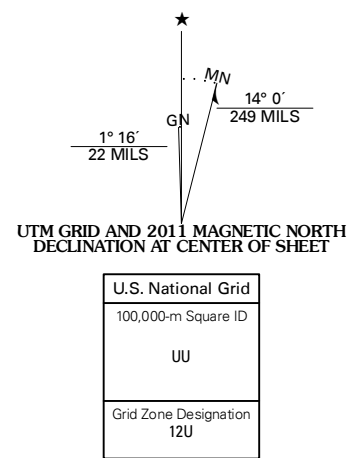 ★
MN
GN
14° 0´
249 MILS
1° 16´
22 MILS
UTM GRID AND 2011 MAGNETIC NORTH
DECLINATION AT CENTER OF SHEET
U.S. National Grid
100,000-m Square ID
UU
Grid Zone Designation
12U